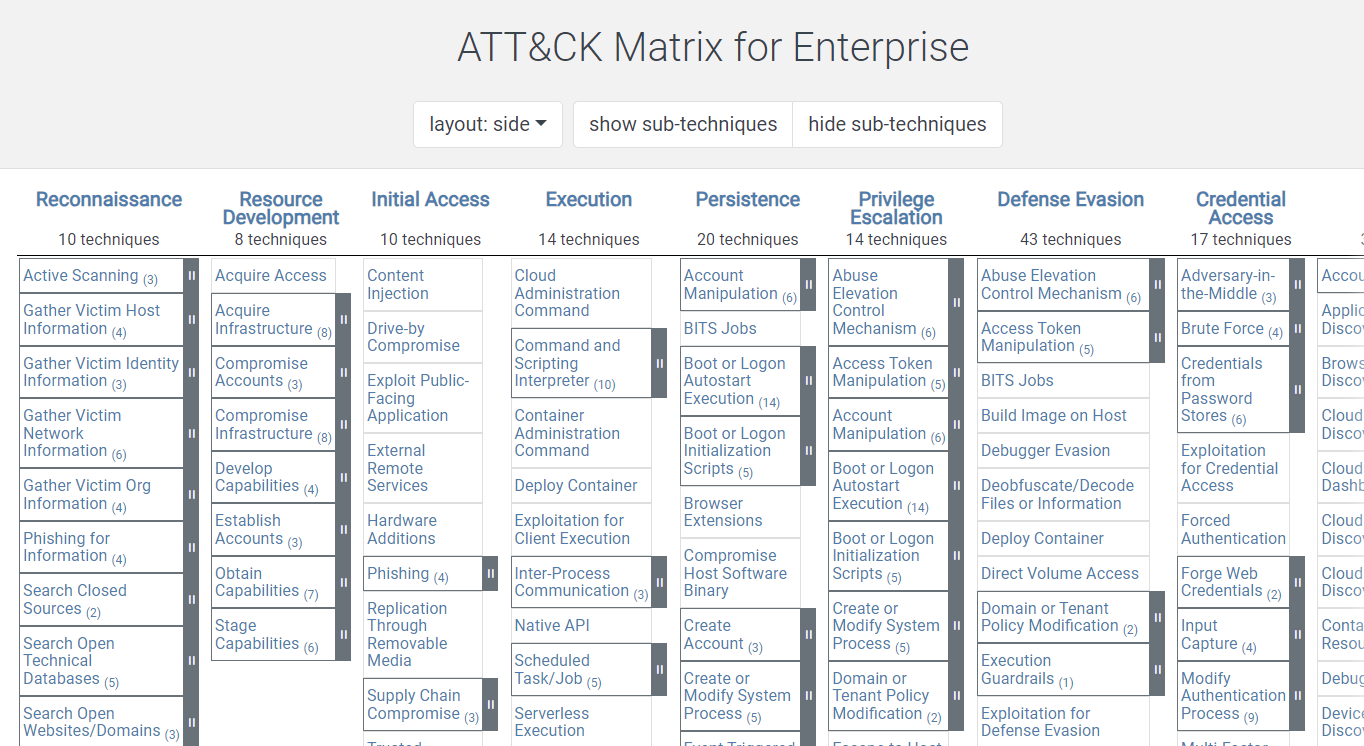 ATT&CK Matrix for Enterprise
layout: side
show sub-techniques
hide sub-techniques
Reconnaissance
10 techniques
Active Scanning (3)
Gather Victim Host
Information (4)
Gather Victim Identity
Information (3)
Gather Victim
Network
Information (6)
Gather Victim Org
Information (4)
Phishing for
Information (4)
Search Closed
Sources (2)
Search Open
Technical
Databases (5)
Search Open
Websites/Domains (3)
Resource
Development
8 techniques
Acquire Access
Acquire
Infrastructure (8)
Compromise
Accounts (3)
Compromise
Infrastructure (8)
Develop
Capabilities (4)
Establish
Accounts (3)
Obtain
Capabilities (7)
Stage
Capabilities (6)
Initial Access
10 techniques
Content
Injection
Drive-by
Compromise
Exploit Public-
Facing
Application
External
Remote
Services
Hardware
Additions
Phishing (4)
Replication
Through
Removable
Media
Supply Chain
Compromise (3)
Trusted
Execution
14 techniques
Cloud
Administration
Command
Command and
Scripting
Interpreter (10)
Container
Administration
Command
Deploy Container
Exploitation for
Client Execution
Inter-Process
Communication (3)
Native API
Scheduled
Task/Job (5)
Serverless
Execution
Persistence
20 techniques
Account
Manipulation (6)
BITS Jobs
Boot or Logon
Autostart
Execution (14)
Boot or Logon
Initialization
Scripts (5)
Browser
Extensions
Compromise
Host Software
Binary
Create
Account (3)
Create or
Modify System
Process (5)
Event Triggered
Privilege
Escalation
14 techniques
Abuse
Elevation
Control
Mechanism (6)
Access Token
Manipulation (5)
Account
Manipulation (6)
Boot or Logon
Autostart
Execution (14)
Boot or Logon
Initialization
Scripts (5)
Create or
Modify System
Process (5)
Domain or
Tenant Policy
Modification (2)
Escape to Host
Defense Evasion
43 techniques
Abuse Elevation
Control Mechanism (6)
Access Token
Manipulation (5)
BITS Jobs
Build Image on Host
Debugger Evasion
Deobfuscate/Decode
Files or Information
Deploy Container
Direct Volume Access
Domain or Tenant
Policy Modification (2)
Execution
Guardrails (1)
Exploitation for
Defense Evasion
Credential
Access
17 techniques
Adversary-in-
the-Middle (3)
Brute Force (4)
Credentials
from
Password
Stores (6)
Exploitation
for Credential
Access
Forced
Authentication
Forge Web
Credentials (2)
Input
Capture (4)
Modify
Authentication
Process (9)
Multi-Factor
Cloud
Cloud
Cloud
Cloud